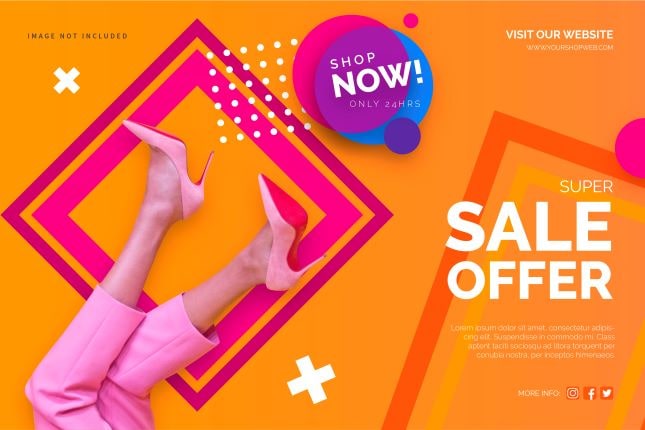 IMAGE NOT INCLUDED
SHOP
NOW!
ONLY 24HRS
VISIT OUR WEBSITE
WWW.YOURSHOPWEB.COM
SUPER
SALE
OFFER
Lorem ipsum dolor sit amet, consectetur adipis-
cing elit. Suspendisse in commodo mi. Class
aptent taciti sociosqu ad litora torquent per
conubia nostra, per inceptos himenaeos.
MORE INFO: